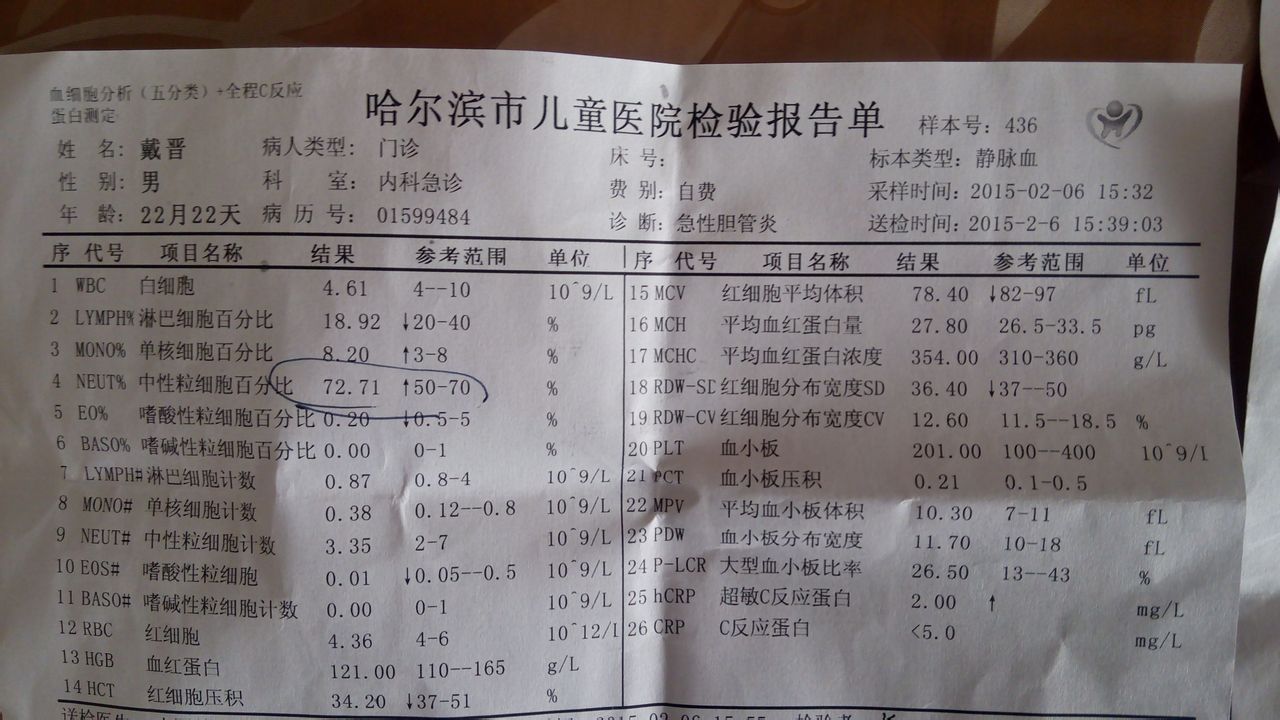 血细胞分析（五分类）+全程C反应
蛋白测定
哈尔滨市儿童医院检验报告单
样本号: 436
姓 名: 戴晋 病人类型: 门诊 床 号: 标本类型: 静脉血
性 别: 男 科 室: 内科急诊 费 别: 自费 采样时间: 2015-02-06 15:32
年 龄: 22月22天 病 历 号: 01599484 诊 断: 急性胆管炎 送检时间: 2015-2-6 15:39:03
序 代号 项目名称 结果 参考范围 单位
1 WBC 白细胞 4.61 4--10 10^9/L
2 LYMPH% 淋巴细胞百分比 18.92 ↓20-40 %
3 MONO% 单核细胞百分比 8.20 ↑3-8 %
4 NEUT% 中性粒细胞百分比 72.71 ↑50-70 %
5 EO% 嗜酸性粒细胞百分比 0.20 ↓0.5-5 %
6 BASO% 嗜碱性粒细胞百分比 0.00 0-1 %
7 LYMPH# 淋巴细胞计数 0.87 0.8-4 10^9/L
8 MONO# 单核细胞计数 0.38 0.12--0.8 10^9/L
9 NEUT# 中性粒细胞计数 3.35 2-7 10^9/L
10 EOS# 嗜酸性粒细胞 0.01 ↓0.05--0.5 10^9/L
11 BASO# 嗜碱性粒细胞计数 0.00 0-1 10^9/L
12 RBC 红细胞 4.36 4-6 10^12/L
13 HGB 血红蛋白 121.00 110--165 g/L
14 HCT 红细胞压积 34.20 ↓37-51 %
序 代号 项目名称 结果 参考范围 单位
15 MCV 红细胞平均体积 78.40 ↓82-97 fL
16 MCH 平均血红蛋白量 27.80 26.5-33.5 pg
17 MCHC 平均血红蛋白浓度 354.00 310-360 g/L
18 RDW-SD 红细胞分布宽度SD 36.40 ↓37--50
19 RDW-CV 红细胞分布宽度CV 12.60 11.5--18.5 %
20 PLT 血小板 201.00 100--400 10^9/L
21 PCT 血小板压积 0.21 0.1-0.5
22 MPV 平均血小板体积 10.30 7-11 fL
23 PDW 血小板分布宽度 11.70 10-18 fL
24 P-LCR 大型血小板比率 26.50 13--43 %
25 hCRP 超敏C反应蛋白 2.00 ↑ mg/L
26 CRP C反应蛋白 <5.0 mg/L